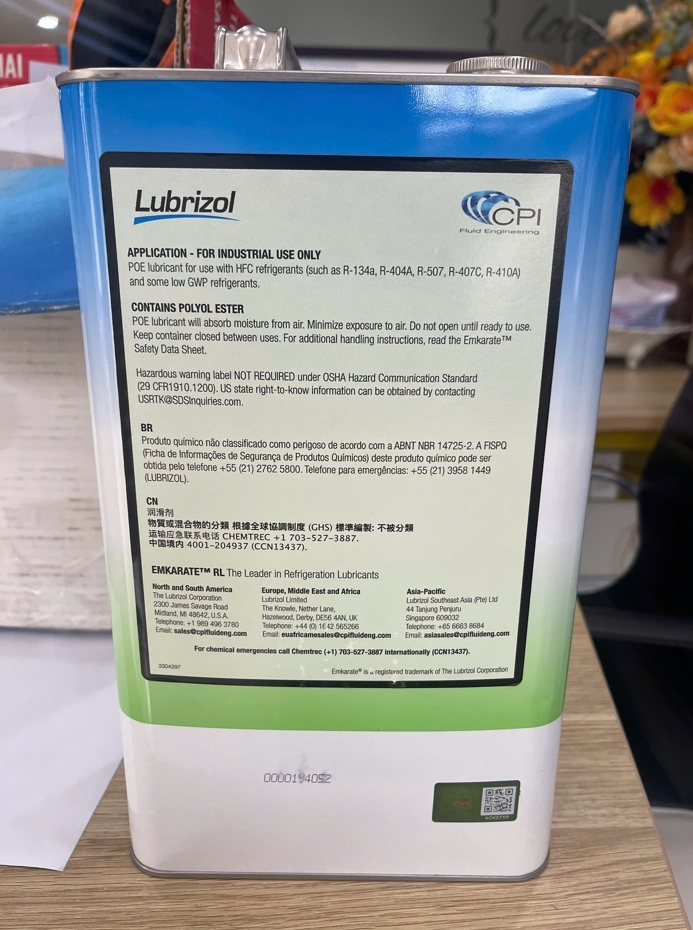 HAI
love
Lubrizol
CPI
Fluid Engineering
APPLICATION - FOR INDUSTRIAL USE ONLY
POE lubricant for use with HFC refrigerants (such as R-134a, R-404A, R-507, R-407C, R-410A)
and some low GWP refrigerants.
CONTAINS POLYOL ESTER
POE lubricant will absorb moisture from air. Minimize exposure to air. Do not open until ready to use.
Keep container closed between uses. For additional handling instructions, read the Emkarate™
Safety Data Sheet.
Hazardous warning label NOT REQUIRED under OSHA Hazard Communication Standard
(29 CFR1910.1200). US state right-to-know information can be obtained by contacting
USRTK@SDSInquiries.com.
BR
Produto químico não classificado como perigoso de acordo com a ABNT NBR 14725-2. A FISPQ
(Ficha de Informações de Segurança de Produtos Químicos) deste produto químico pode ser
obtida pelo telefone +55 (21) 2762 5800. Telefone para emergências: +55 (21) 3958 1449
(LUBRIZOL).
CN
润滑剂
物質或混合物的分類 根據全球協調制度 (GHS) 標準編製: 不被分類
运输应急联系电话 CHEMTREC +1 703-527-3887.
中国境内 4001-204937 (CCN13437).
EMKARATE™ RL The Leader in Refrigeration Lubricants
North and South America
The Lubrizol Corporation
2300 James Savage Road
Midland, MI 48642, U.S.A.
Telephone: +1 989 496 3780
Email: sales@cpifluideng.com
Europe, Middle East and Africa
Lubrizol Limited
The Knowle, Nether Lane,
Hazelwood, Derby, DE56 4AN, UK
Telephone: +44 (0) 1642 565266
Email: euafricamesales@cpifluideng.com
Asia-Pacific
Lubrizol Southeast Asia (Pte) Ltd
44 Tanjung Penjuru
Singapore 609032
Telephone: +65 6663 8684
Email: asiasales@cpifluideng.com
For chemical emergencies call Chemtrec (+1) 703-527-3887 internationally (CCN13437).
3304297
Emkarate® is a registered trademark of The Lubrizol Corporation
0000194052
CPI